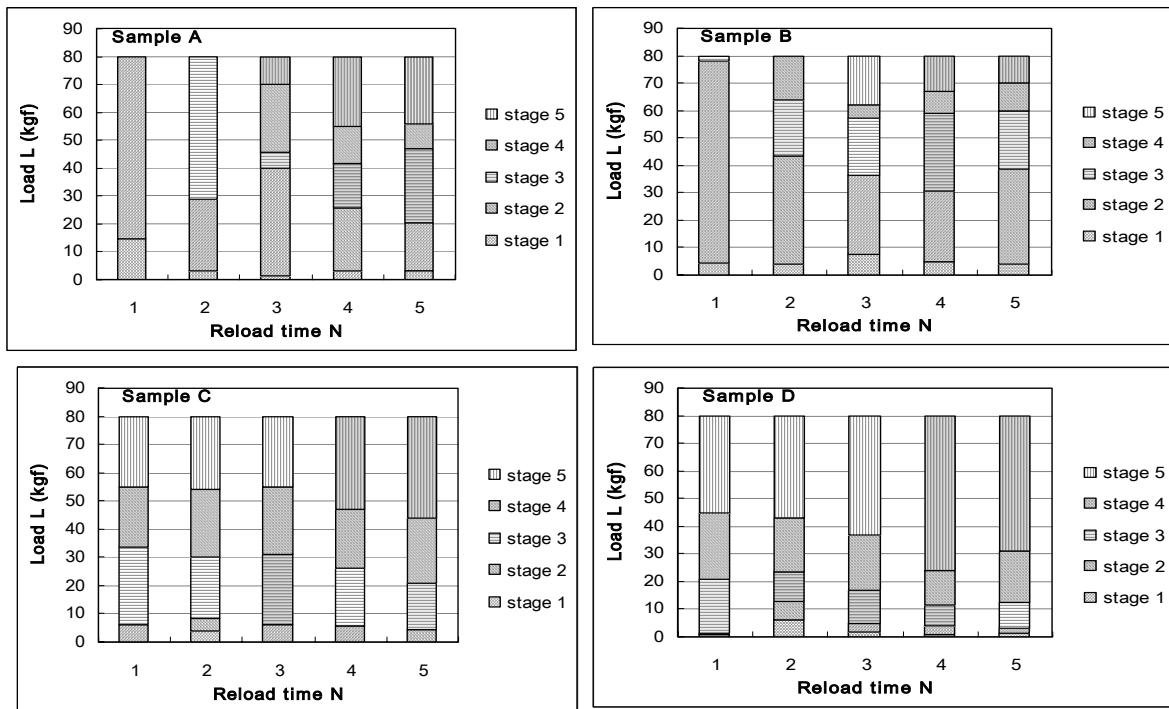 Sample A
Load L (kgf)
90
80
70
60
50
40
30
20
10
0
1 2 3 4 5
Reload time N
stage 5
stage 4
stage 3
stage 2
stage 1
Sample B
Load L (kgf)
90
80
70
60
50
40
30
20
10
0
1 2 3 4 5
Reload time N
stage 5
stage 4
stage 3
stage 2
stage 1
Sample C
Load L (kgf)
90
80
70
60
50
40
30
20
10
0
1 2 3 4 5
Reload time N
stage 5
stage 4
stage 3
stage 2
stage 1
Sample D
Load L (kgf)
90
80
70
60
50
40
30
20
10
0
1 2 3 4 5
Reload time N
stage 5
stage 4
stage 3
stage 2
stage 1